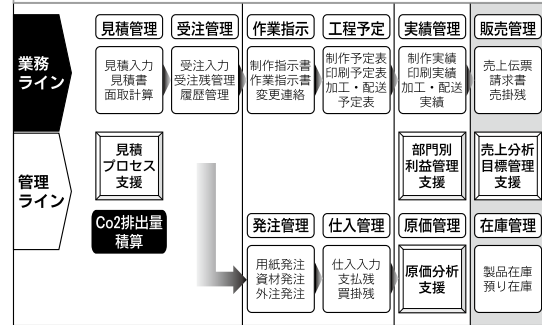 業務
ライン
見積管理
見積入力
見積書
面取計算
受注管理
受注入力
受注残管理
履歴管理
作業指示
制作指示書
作業指示書
変更連絡
工程予定
制作予定表
印刷予定表
加工・配送
予定表
実績管理
制作実績
印刷実績
加工・配送
実績
販売管理
売上伝票
請求書
売掛残
管理
ライン
見積
プロセス
支援
部門別
利益管理
支援
売上分析
目標管理
支援
Co2排出量
積算
発注管理
用紙発注
資材発注
外注発注
仕入管理
仕入入力
支払残
買掛残
原価管理
原価分析
支援
在庫管理
製品在庫
預り在庫